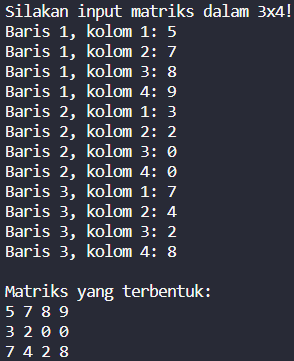 Silakan input matriks dalam 3x4!
Baris 1, kolom 1: 5
Baris 1, kolom 2: 7
Baris 1, kolom 3: 8
Baris 1, kolom 4: 9
Baris 2, kolom 1: 3
Baris 2, kolom 2: 2
Baris 2, kolom 3: 0
Baris 2, kolom 4: 0
Baris 3, kolom 1: 7
Baris 3, kolom 2: 4
Baris 3, kolom 3: 2
Baris 3, kolom 4: 8

Matriks yang terbentuk:
5 7 8 9
3 2 0 0
7 4 2 8